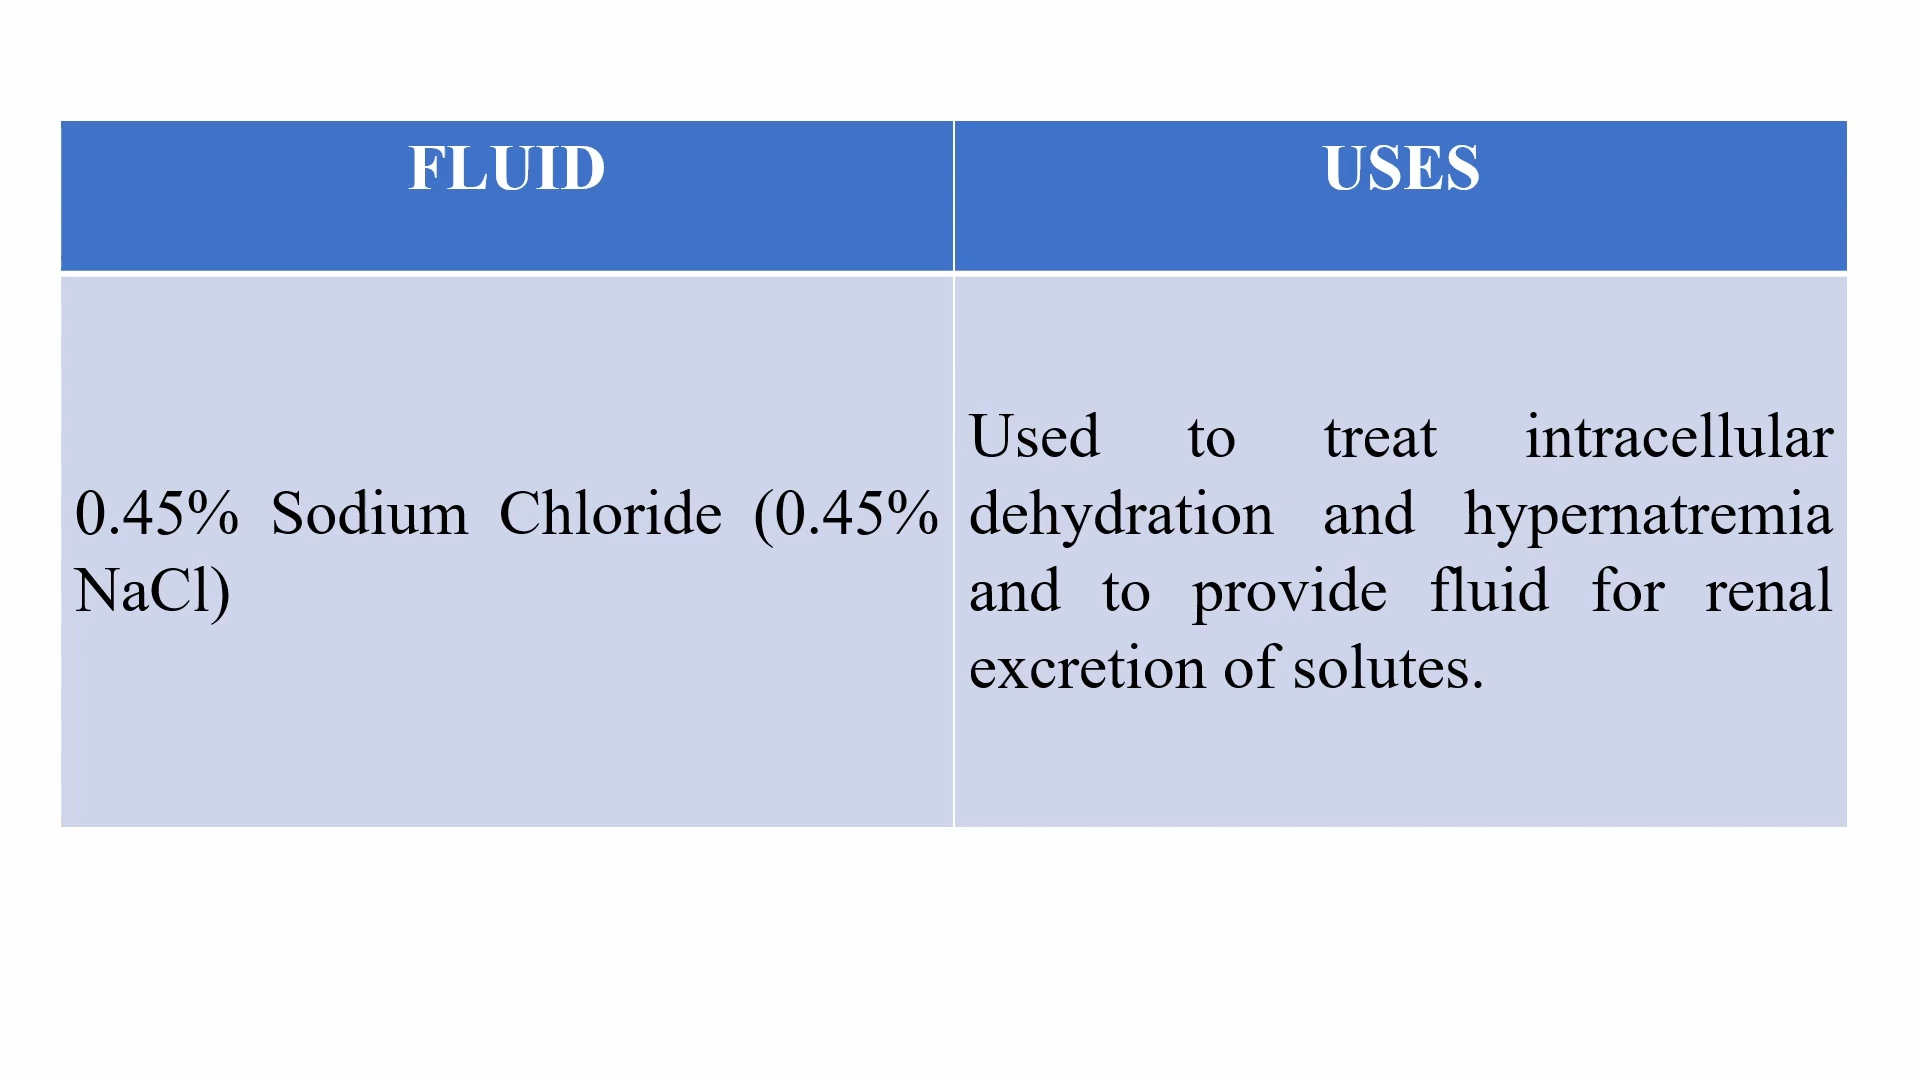 FLUID
USES
0.45% Sodium Chloride (0.45%
NaCl)
Used to treat intracellular
dehydration and hypernatremia
and to provide fluid for renal
excretion of solutes.